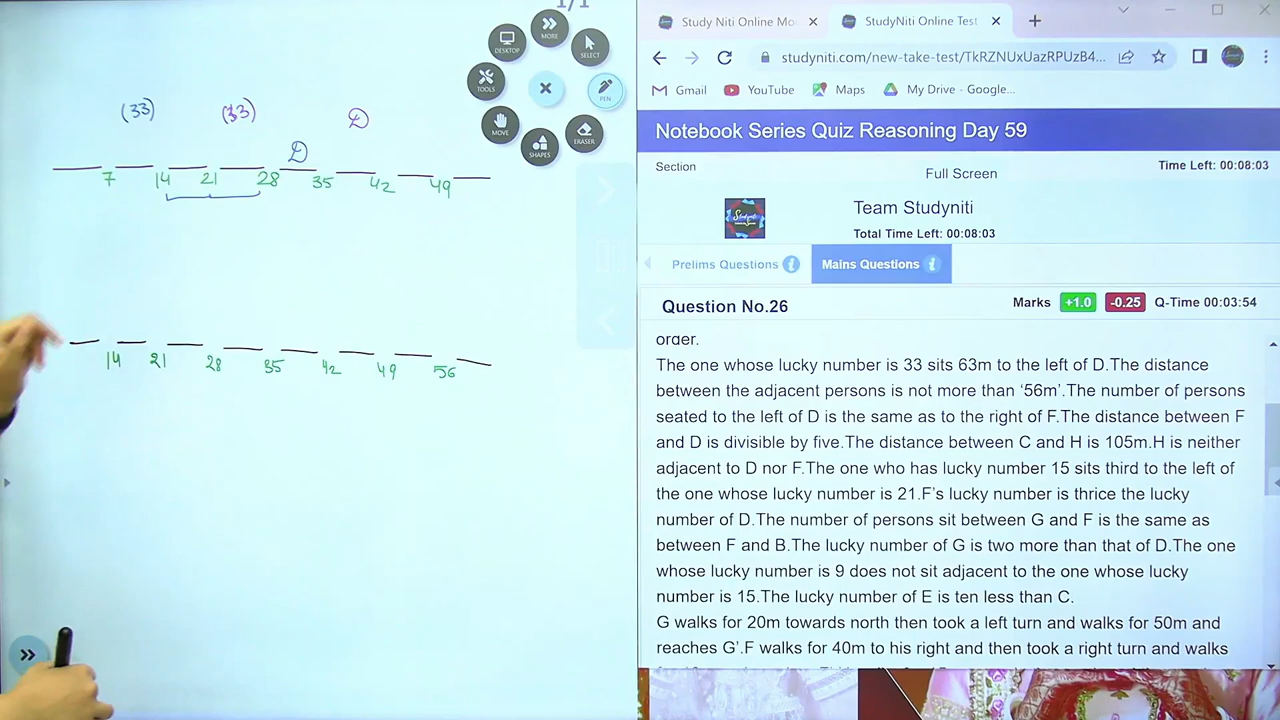 1/1
DESKTOP
MORE
SELECT
TOOLS
PEN
MOVE
SHAPES
ERASER
(33) (33) D
D
7 14 21 28 35 42 49
14 21 28 35 42 49 56
Study Niti Online Mo
StudyNiti Online Test
studyniti.com/new-take-test/TkRZNUxUazRPUzB4...
Gmail YouTube Maps My Drive - Google...
Notebook Series Quiz Reasoning Day 59
Section
Time Left: 00:08:03
Full Screen
Team Studyniti
Studyniti
Total Time Left: 00:08:03
Prelims Questions i
Mains Questions i
Question No.26
Marks +1.0 -0.25 Q-Time 00:03:54
order.
The one whose lucky number is 33 sits 63m to the left of D.The distance
between the adjacent persons is not more than ‘56m’.The number of persons
seated to the left of D is the same as to the right of F.The distance between F
and D is divisible by five.The distance between C and H is 105m.H is neither
adjacent to D nor F.The one who has lucky number 15 sits third to the left of
the one whose lucky number is 21.F’s lucky number is thrice the lucky
number of D.The number of persons sit between G and F is the same as
between F and B.The lucky number of G is two more than that of D.The one
whose lucky number is 9 does not sit adjacent to the one whose lucky
number is 15.The lucky number of E is ten less than C.
G walks for 20m towards north then took a left turn and walks for 50m and
reaches G’.F walks for 40m to his right and then took a right turn and walks